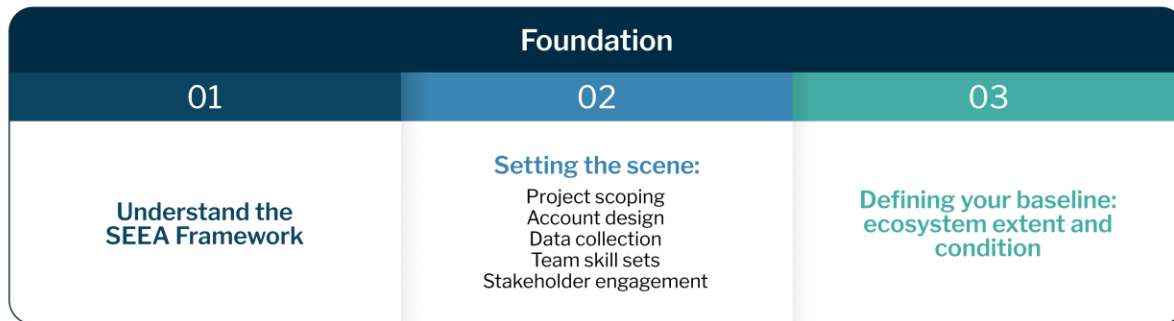 Foundation
01
02
03
Understand the
SEEA Framework
Setting the scene:
Project scoping
Account design
Data collection
Team skill sets
Stakeholder engagement
Defining your baseline:
ecosystem extent and
condition